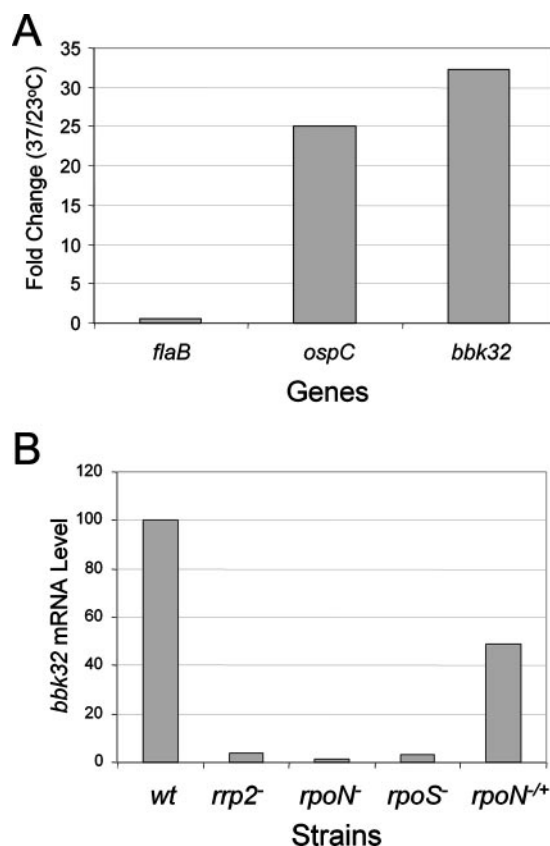 A
Fold Change (37/23ºC)
35
30
25
20
15
10
5
0
flaB ospC bbk32
Genes
B
bbk32 mRNA Level
120
100
80
60
40
20
0
wt rrp2⁻ rpoN⁻ rpoS⁻ rpoN⁻/⁺
Strains